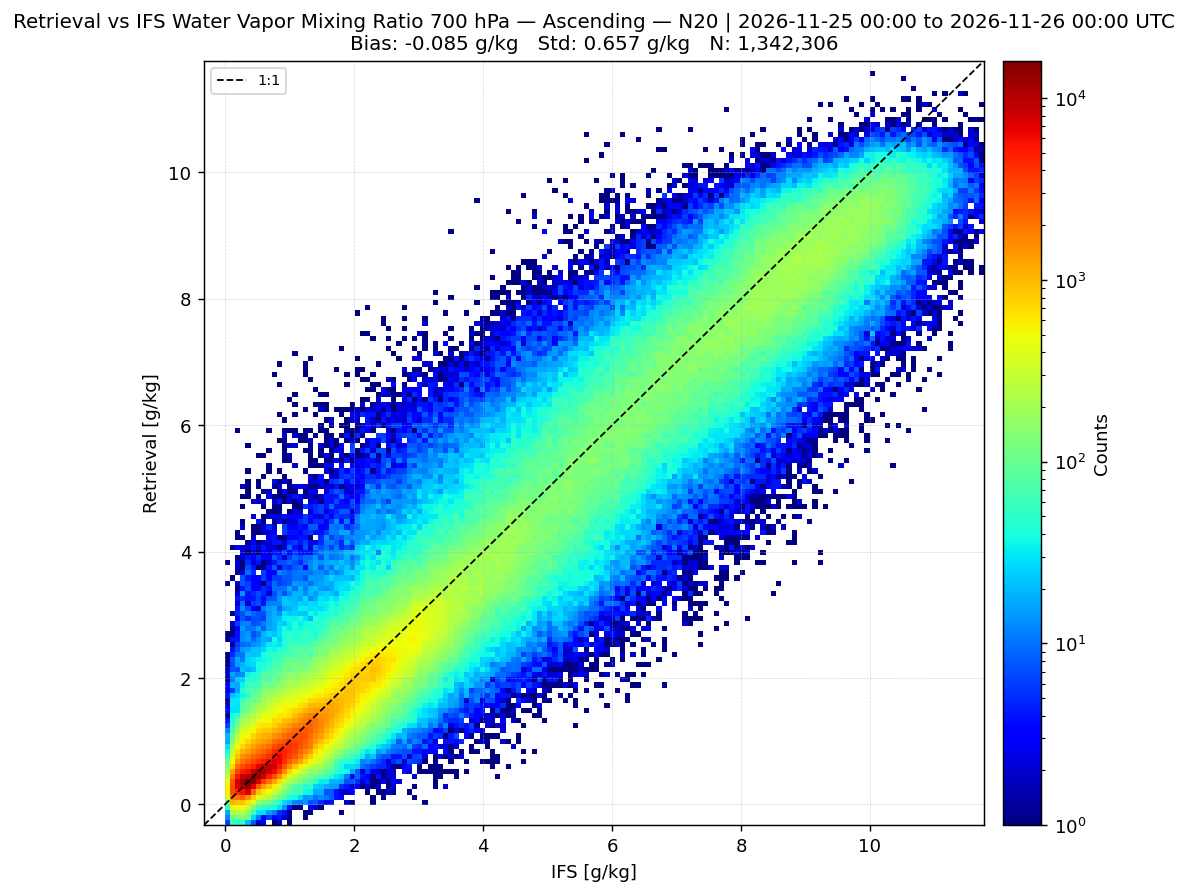 Retrieval vs IFS Water Vapor Mixing Ratio 700 hPa — Ascending — N20 | 2026-11-25 00:00 to 2026-11-26 00:00 UTC
Bias: -0.085 g/kg   Std: 0.657 g/kg   N: 1,342,306
1:1
10
8
6
4
2
0
Retrieval [g/kg]
0 2 4 6 8 10
IFS [g/kg]
10⁴
10³
10²
10¹
10⁰
Counts